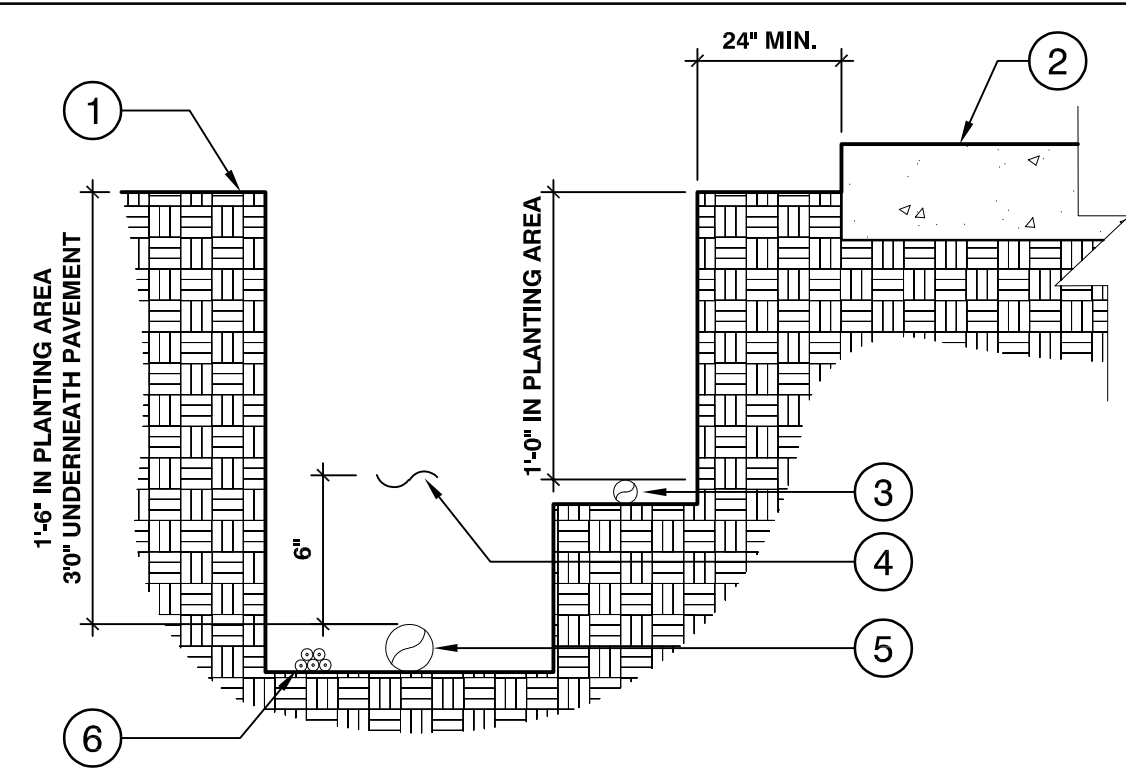 24" MIN.
1
2
1'-6" IN PLANTING AREA
3'0" UNDERNEATH PAVEMENT
1'-0" IN PLANTING AREA
6"
3
4
5
6